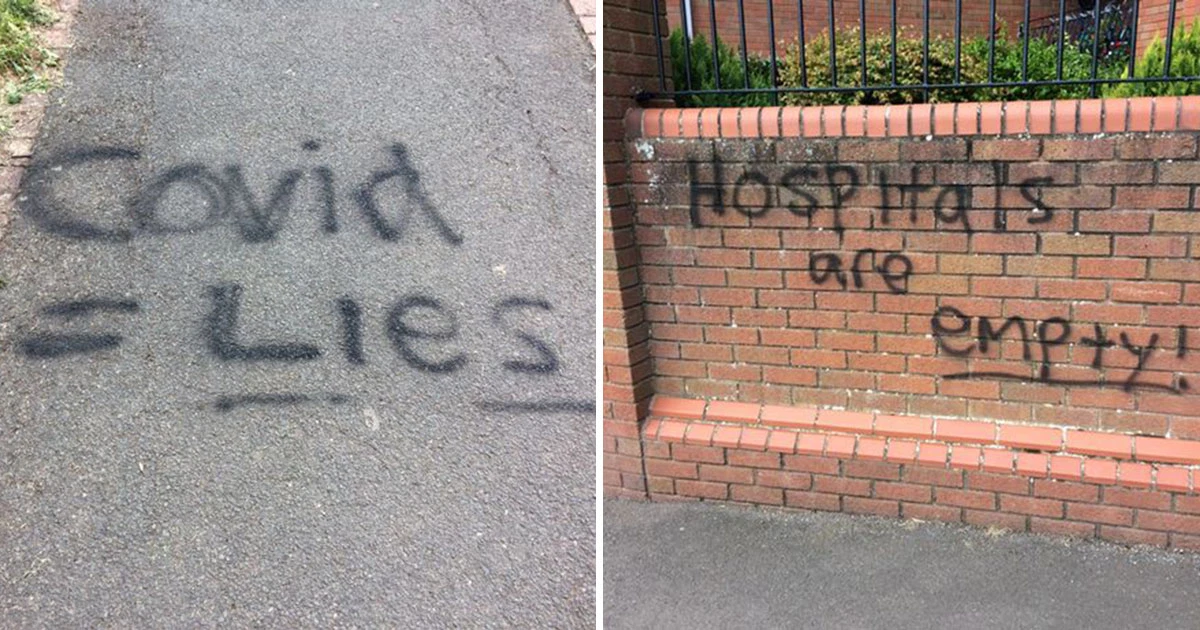 Covid
= Lies
Hospitals
are
empty!